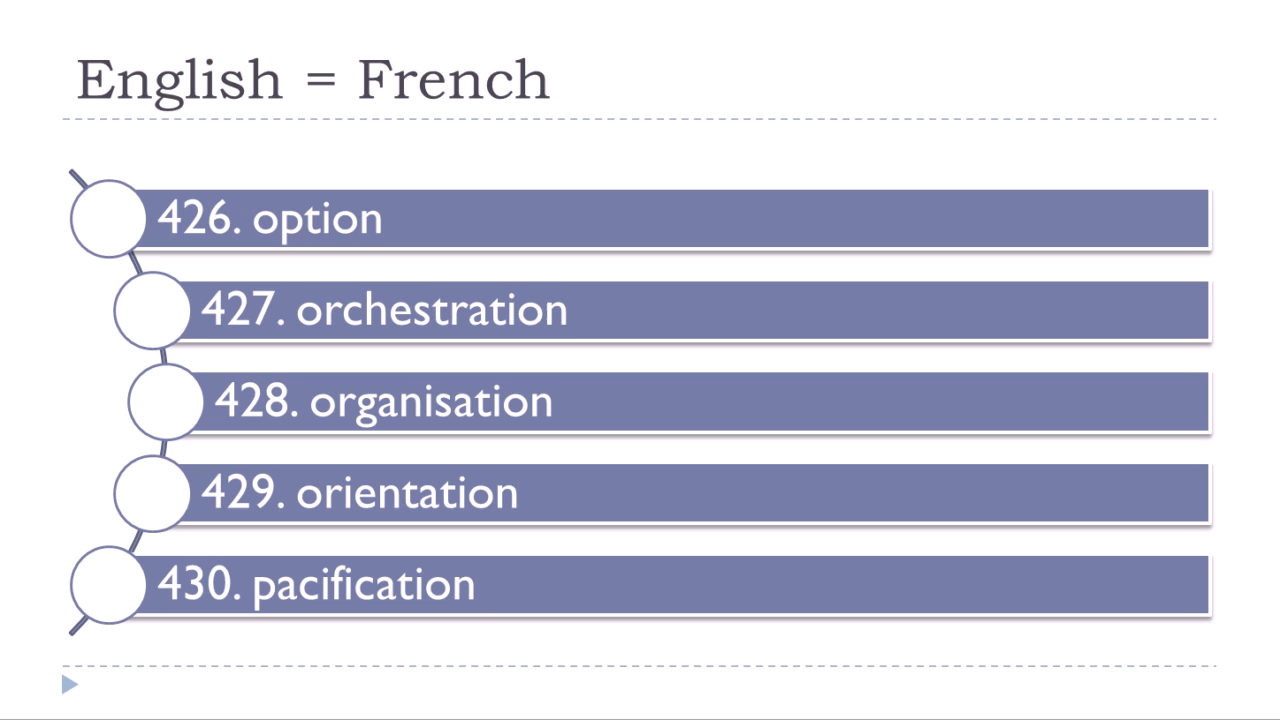 English = French
426. option
427. orchestration
428. organisation
429. orientation
430. pacification